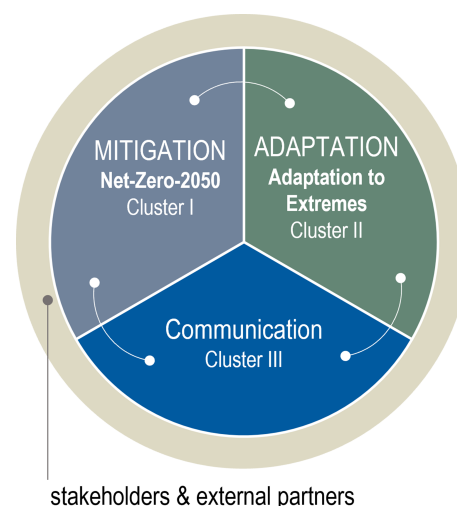 MITIGATION
Net-Zero-2050
Cluster I
ADAPTATION
Adaptation to
Extremes
Cluster II
Communication
Cluster III
stakeholders & external partners